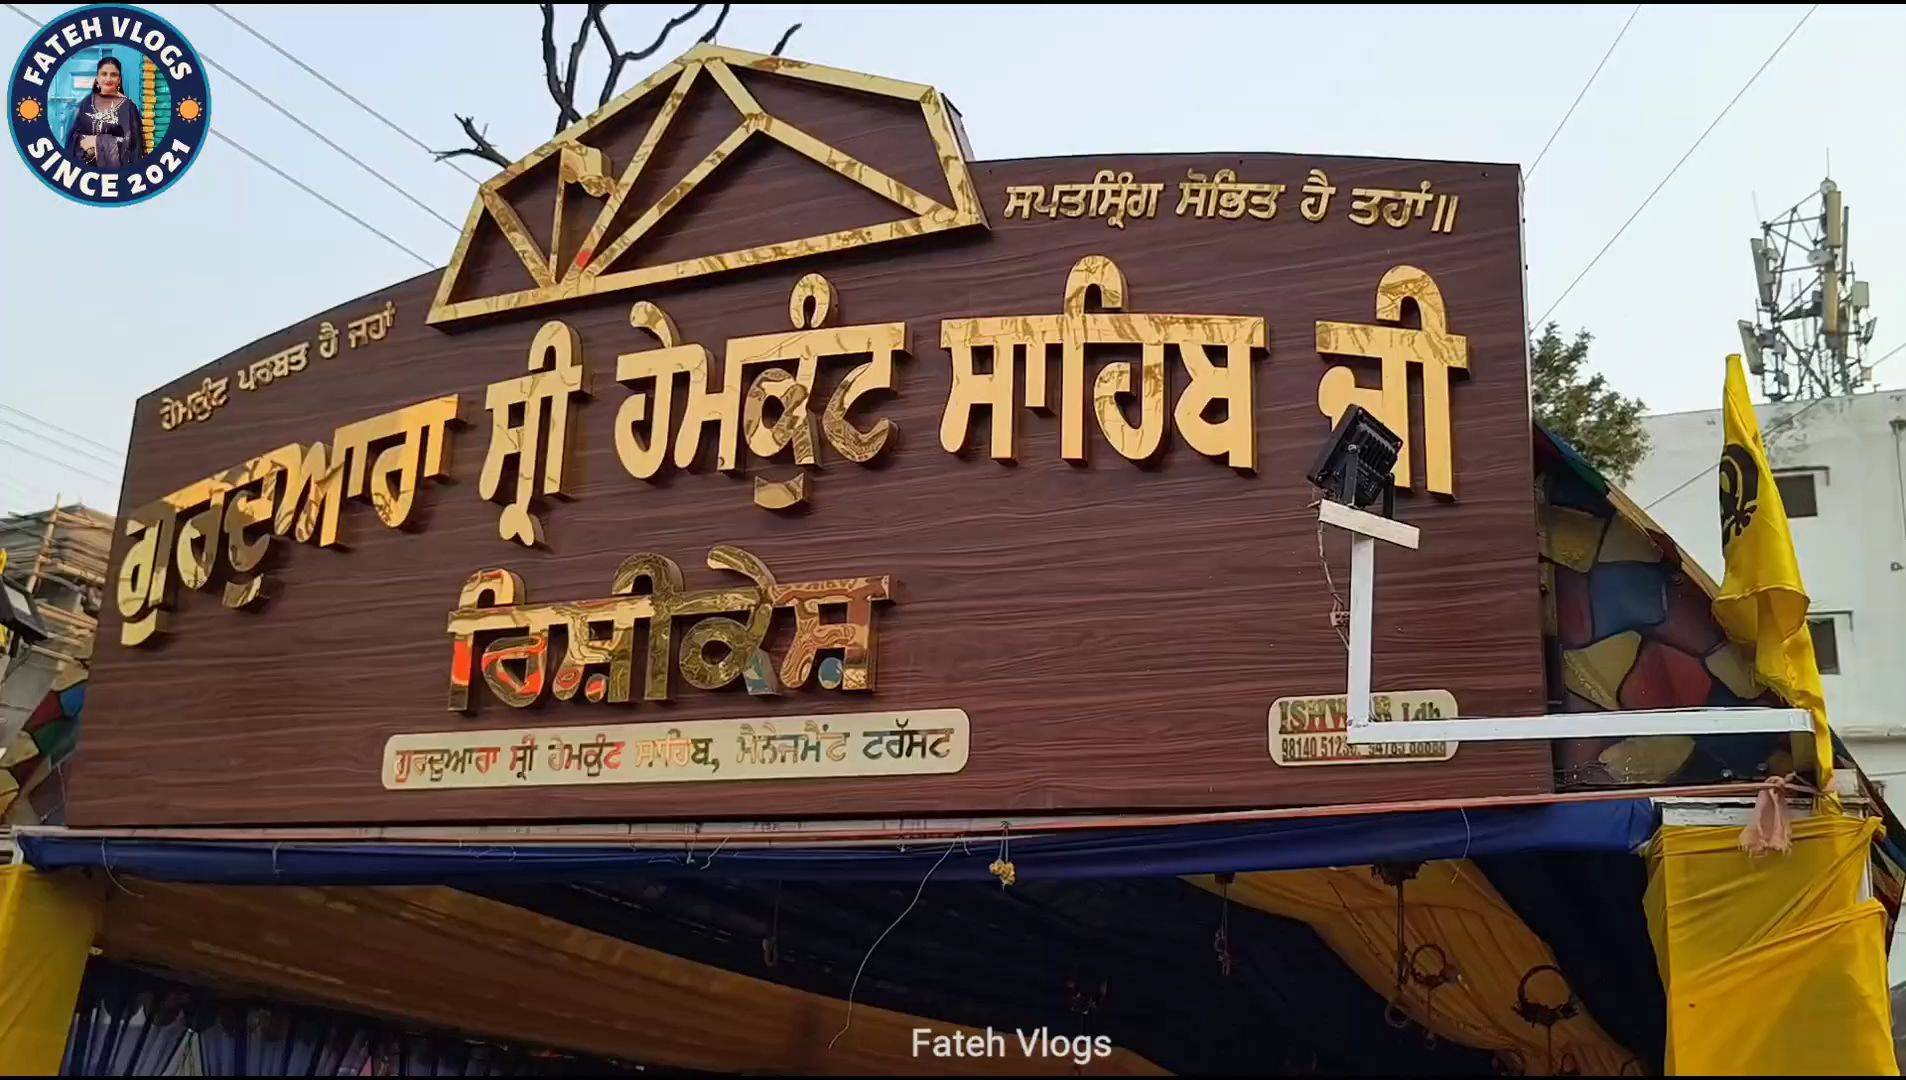 FATEH VLOGS
SINCE 2021
ਹੇਮਕੁੰਟ ਪਰਬਤ ਹੈ ਜਹਾਂ
ਸਪਤਸ੍ਰਿੰਗ ਸੋਭਿਤ ਹੈ ਤਹਾਂ॥
ਗੁਰਦੁਆਰਾ ਸ੍ਰੀ ਹੇਮਕੁੰਟ ਸਾਹਿਬ ਜੀ
ਰਿਸ਼ੀਕੇਸ਼
ਗੁਰਦੁਆਰਾ ਸ੍ਰੀ ਹੇਮਕੁੰਟ ਸਾਹਿਬ, ਮੈਨੇਜਮੈਂਟ ਟਰੱਸਟ
Ldh
98140
Fateh Vlogs